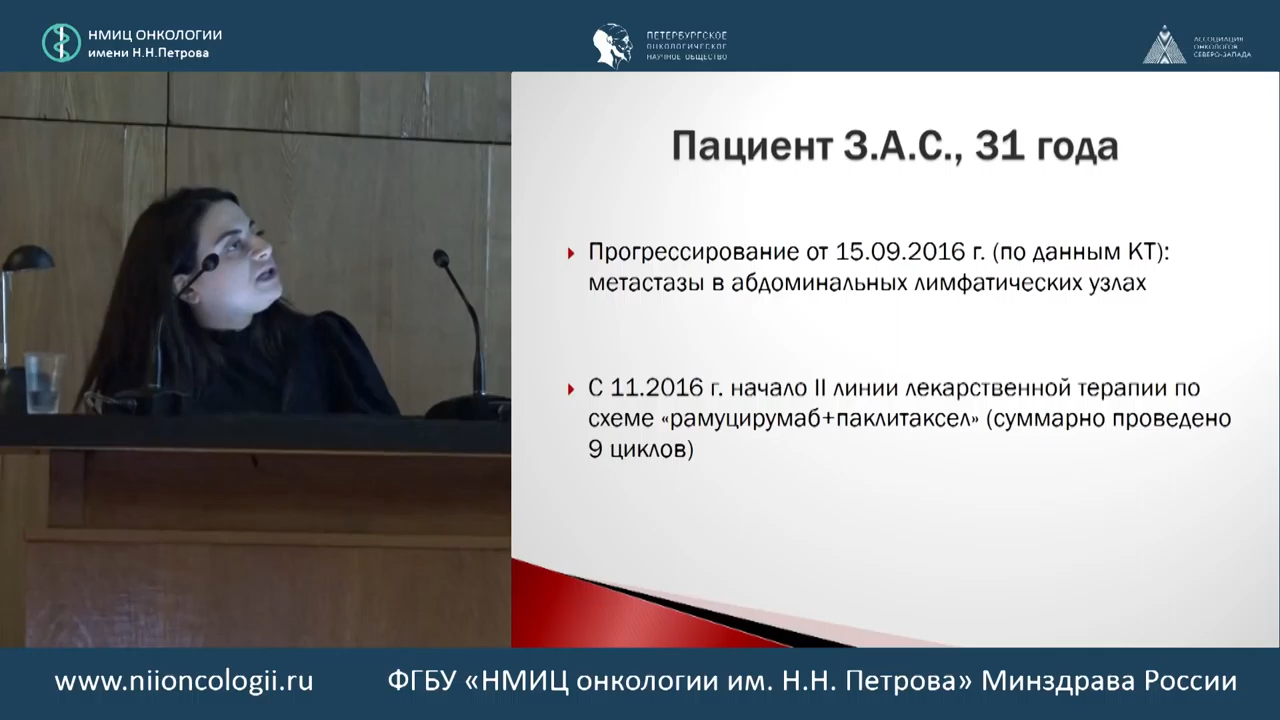 НМИЦ ОНКОЛОГИИ
имени Н.Н.Петрова
ПЕТЕРБУРГСКОЕ
ОНКОЛОГИЧЕСКОЕ
НАУЧНОЕ ОБЩЕСТВО
АССОЦИАЦИЯ
ОНКОЛОГОВ
СЕВЕРО-ЗАПАДА
Пациент З.А.С., 31 года
Прогрессирование от 15.09.2016 г. (по данным КТ):
метастазы в абдоминальных лимфатических узлах
С 11.2016 г. начало II линии лекарственной терапии по
схеме «рамуцирумаб+паклитаксел» (суммарно проведено
9 циклов)
www.niioncologii.ru
ФГБУ «НМИЦ онкологии им. Н.Н. Петрова» Минздрава России